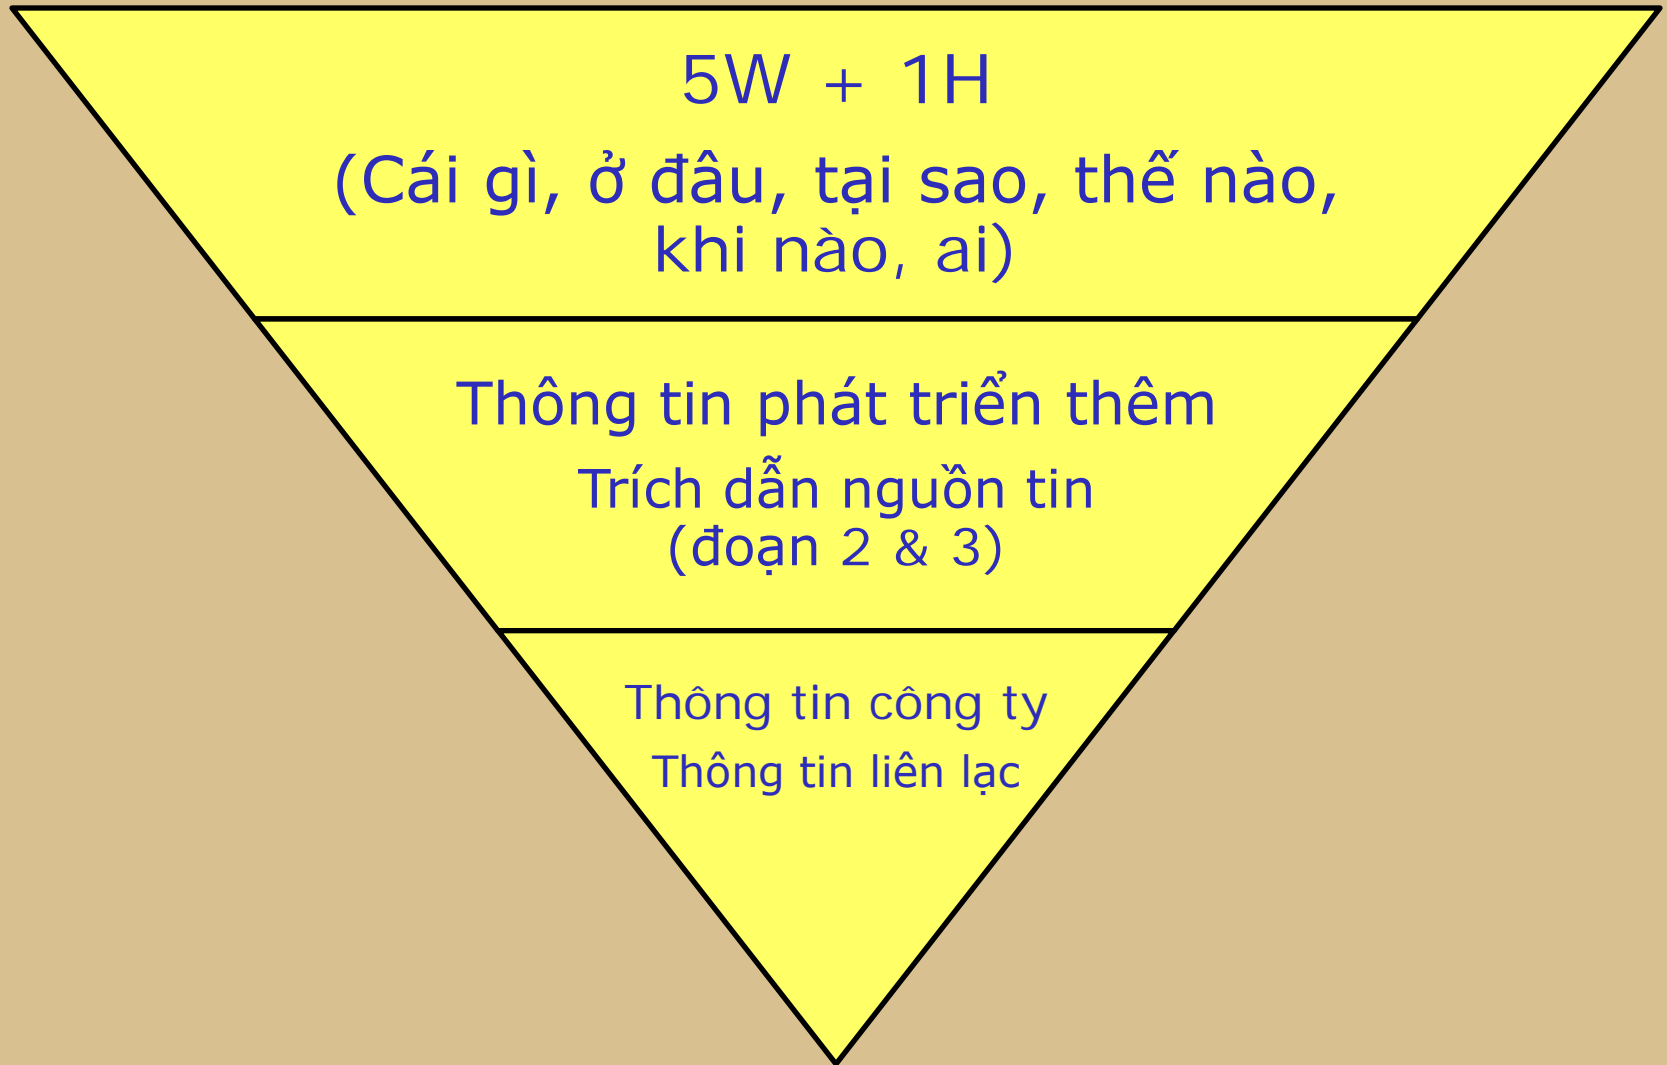 5W + 1H
(Cái gì, ở đâu, tại sao, thế nào,
khi nào, ai)
Thông tin phát triển thêm
Trích dẫn nguồn tin
(đoạn 2 & 3)
Thông tin công ty
Thông tin liên lạc